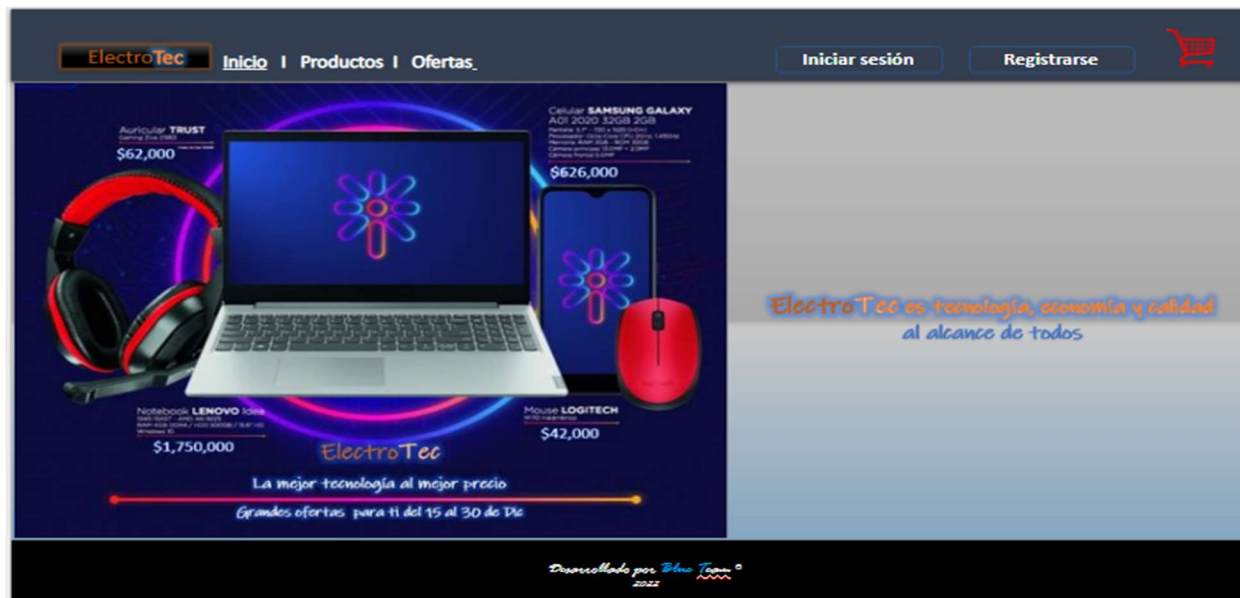 ElectroTec Inicio I Productos I Ofertas Iniciar sesión Registrarse
Auricular TRUST
$62,000
Celular SAMSUNG GALAXY
A01 2020 32GB 2GB
$626,000
ElectroTec es tecnología, economía y calidad
al alcance de todos
Notebook LENOVO Idea
Windows 10
$1,750,000
Mouse LOGITECH
$42,000
ElectroTec
La mejor tecnología al mejor precio
Grandes ofertas para ti del 15 al 30 de Dic
Desarrollado por Blue Team ©
2022